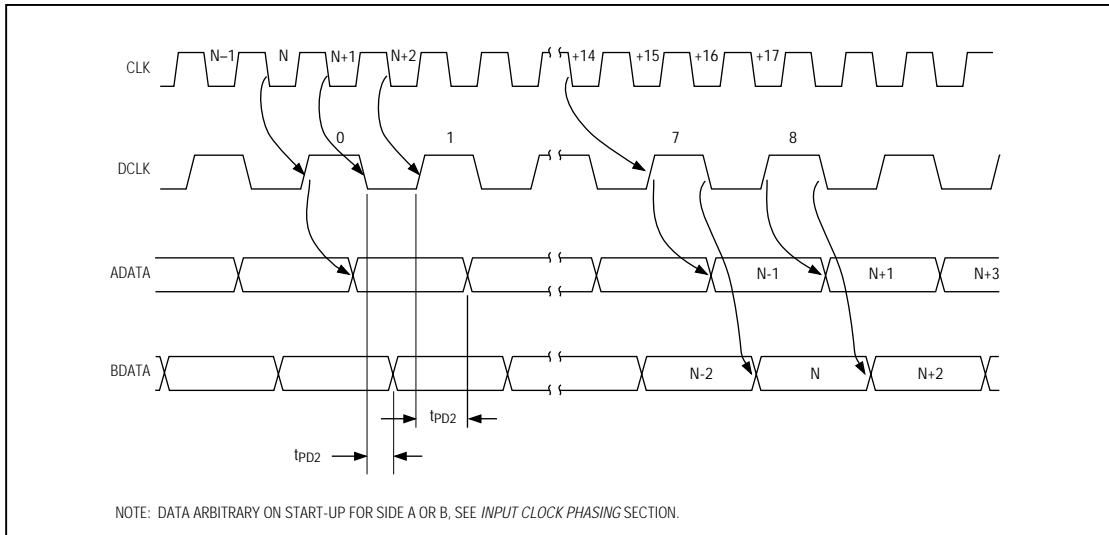 CLK N–1 N N+1 N+2 +14 +15 +16 +17
DCLK 0 1 7 8
ADATA N-1 N+1 N+3
BDATA N-2 N N+2
tPD2
tPD2
NOTE: DATA ARBITRARY ON START-UP FOR SIDE A OR B, SEE INPUT CLOCK PHASING SECTION.